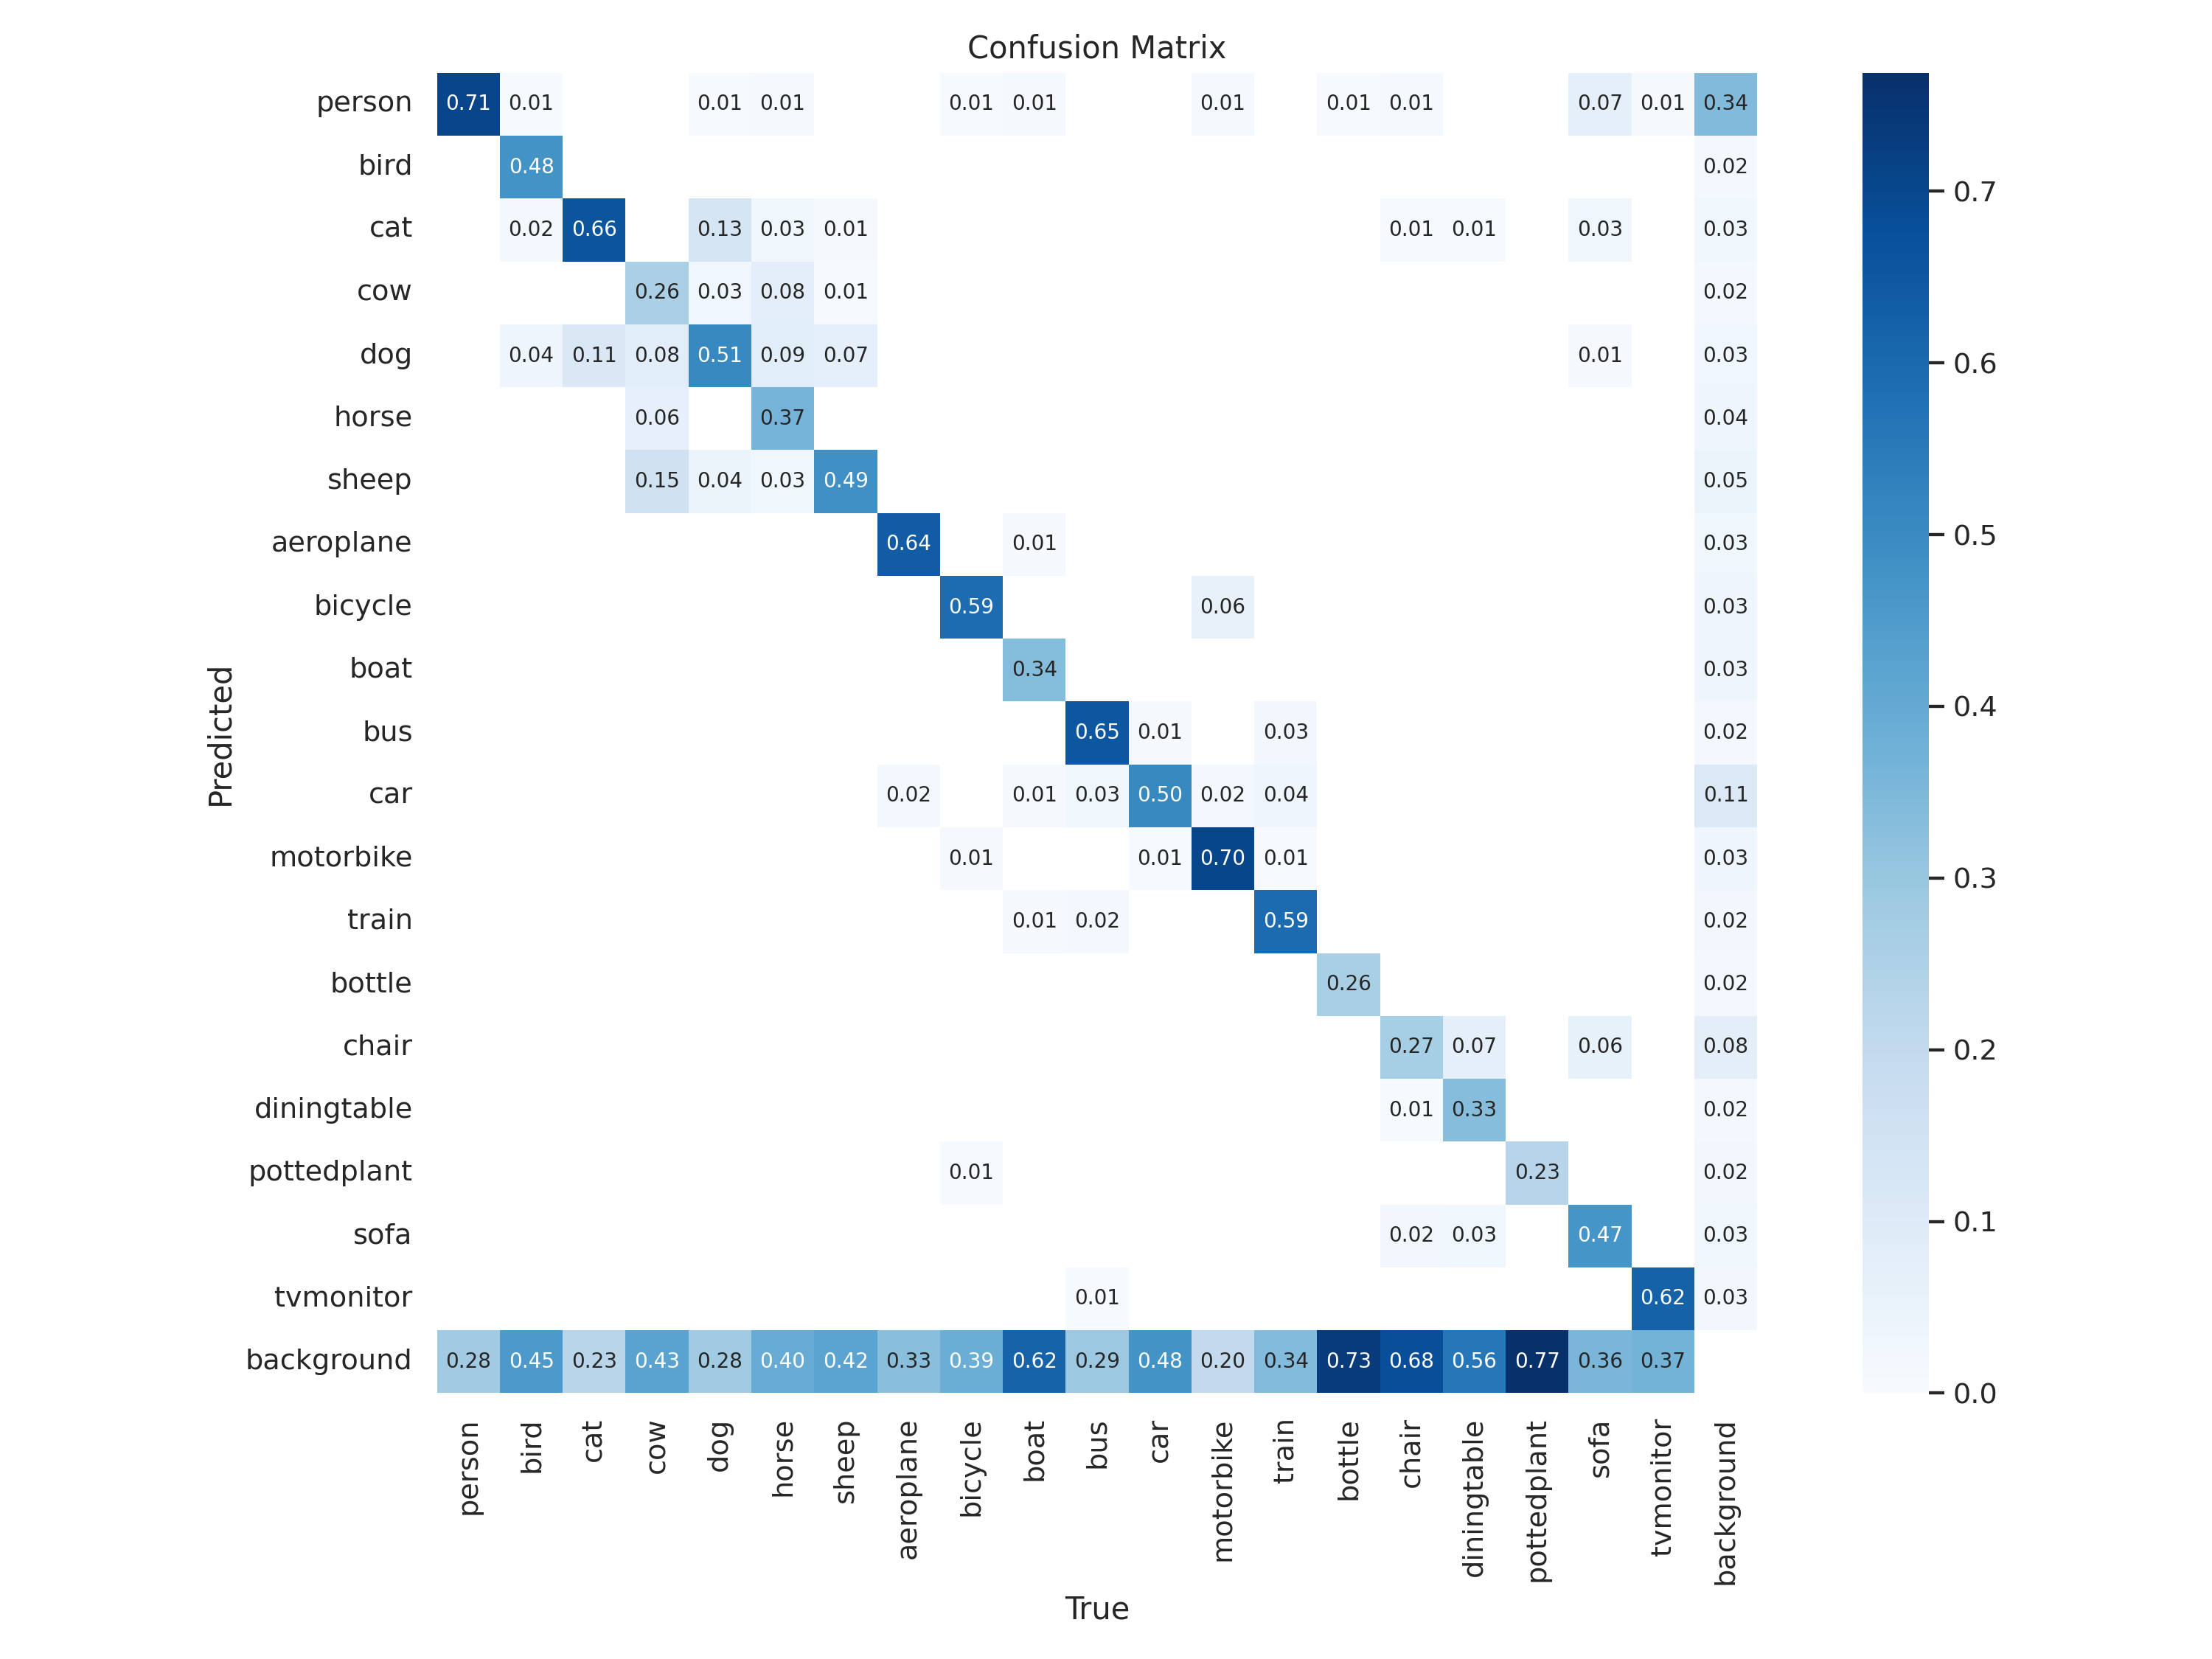 Confusion Matrix
person 0.71 0.01 0.01 0.01 0.01 0.01 0.01 0.01 0.01 0.07 0.01 0.34
bird 0.48 0.02
0.7
cat 0.02 0.66 0.13 0.03 0.01 0.01 0.01 0.03 0.03
cow 0.26 0.03 0.08 0.01 0.02
dog 0.04 0.11 0.08 0.51 0.09 0.07 0.01 0.03
0.6
horse 0.06 0.37 0.04
sheep 0.15 0.04 0.03 0.49 0.05
0.5
aeroplane 0.64 0.01 0.03
bicycle 0.59 0.06 0.03
boat 0.34 0.03
0.4
bus 0.65 0.01 0.03 0.02
Predicted
car 0.02 0.01 0.03 0.50 0.02 0.04 0.11
motorbike 0.01 0.01 0.70 0.01 0.03
0.3
train 0.01 0.02 0.59 0.02
bottle 0.26 0.02
chair 0.27 0.07 0.06 0.08
0.2
diningtable 0.01 0.33 0.02
pottedplant 0.01 0.23 0.02
sofa 0.02 0.03 0.47 0.03
0.1
tvmonitor 0.01 0.62 0.03
background 0.28 0.45 0.23 0.43 0.28 0.40 0.42 0.33 0.39 0.62 0.29 0.48 0.20 0.34 0.73 0.68 0.56 0.77 0.36 0.37
0.0
person bird cat cow dog horse sheep aeroplane bicycle boat bus car motorbike train bottle chair diningtable pottedplant sofa tvmonitor background
True